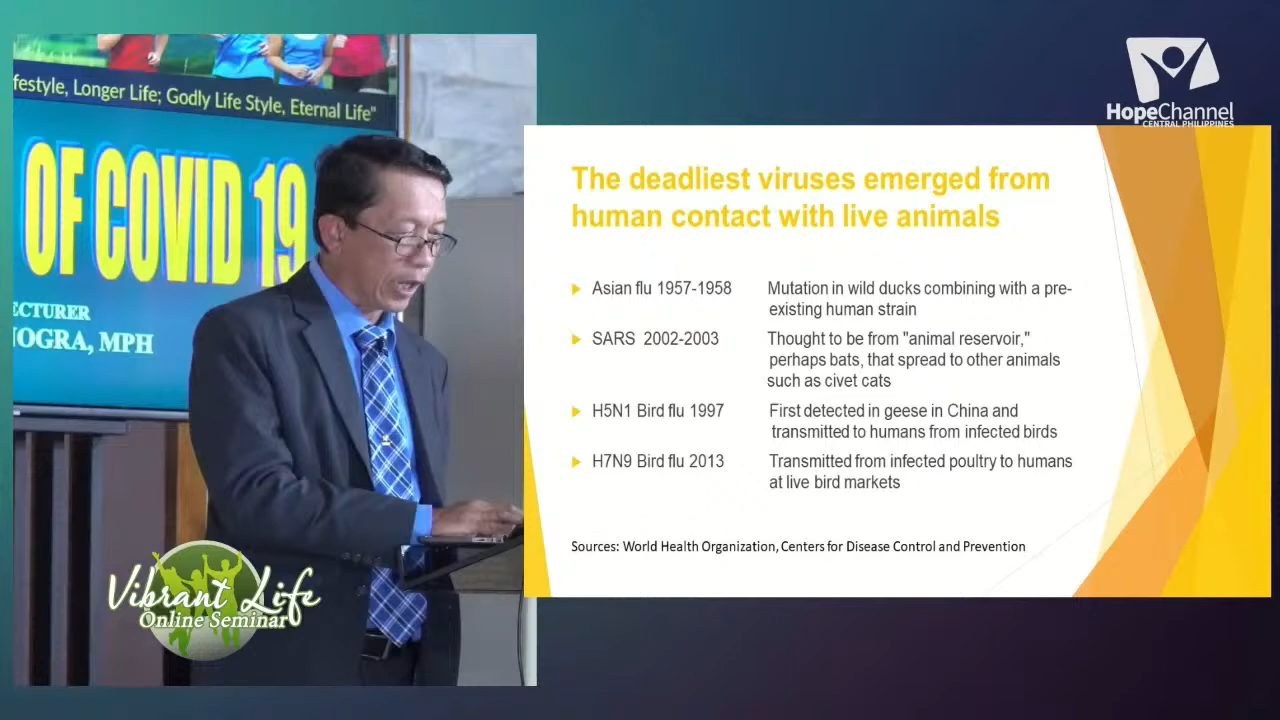 festyle, Longer Life; Godly Life Style, Eternal Life"
OF COVID 19
ECTURER
NOGRA, MPH
Vibrant Life
Online Seminar
HopeChannel
CENTRAL PHILIPPINES
The deadliest viruses emerged from
human contact with live animals
Asian flu 1957-1958 Mutation in wild ducks combining with a pre-
existing human strain
SARS 2002-2003 Thought to be from "animal reservoir,"
perhaps bats, that spread to other animals
such as civet cats
H5N1 Bird flu 1997 First detected in geese in China and
transmitted to humans from infected birds
H7N9 Bird flu 2013 Transmitted from infected poultry to humans
at live bird markets
Sources: World Health Organization, Centers for Disease Control and Prevention